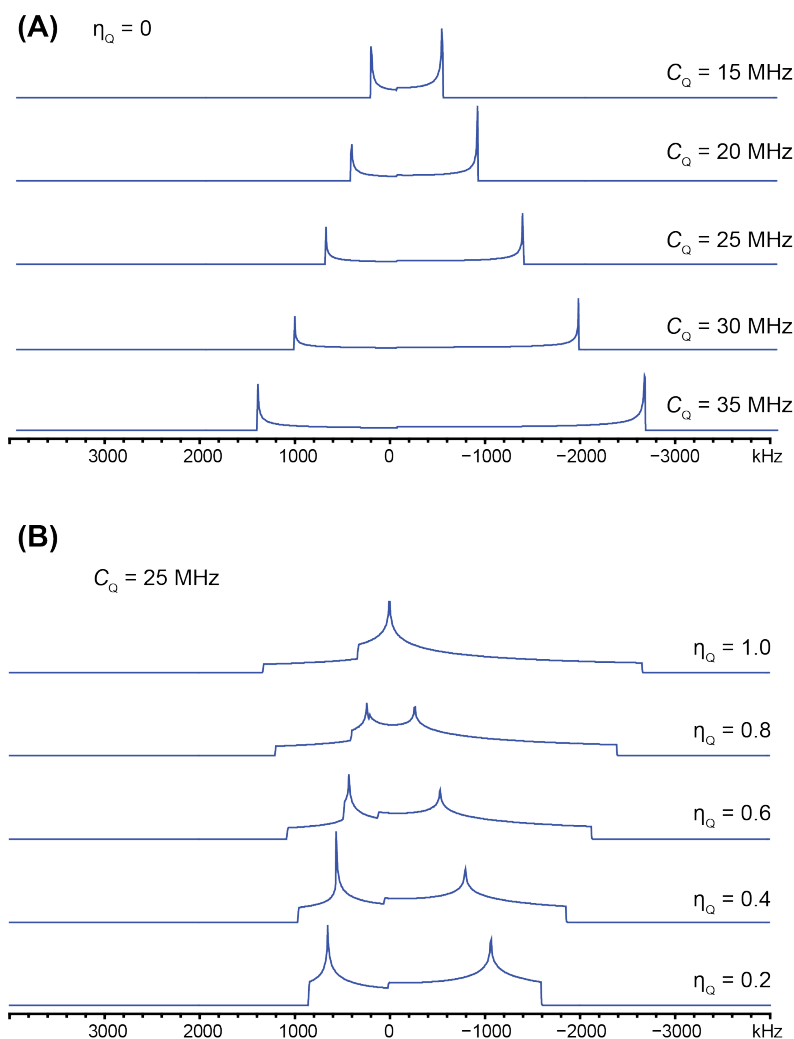 (A) ηQ = 0
CQ = 15 MHz
CQ = 20 MHz
CQ = 25 MHz
CQ = 30 MHz
CQ = 35 MHz
3000 2000 1000 0 −1000 −2000 −3000 kHz
(B)
CQ = 25 MHz
ηQ = 1.0
ηQ = 0.8
ηQ = 0.6
ηQ = 0.4
ηQ = 0.2
3000 2000 1000 0 −1000 −2000 −3000 kHz